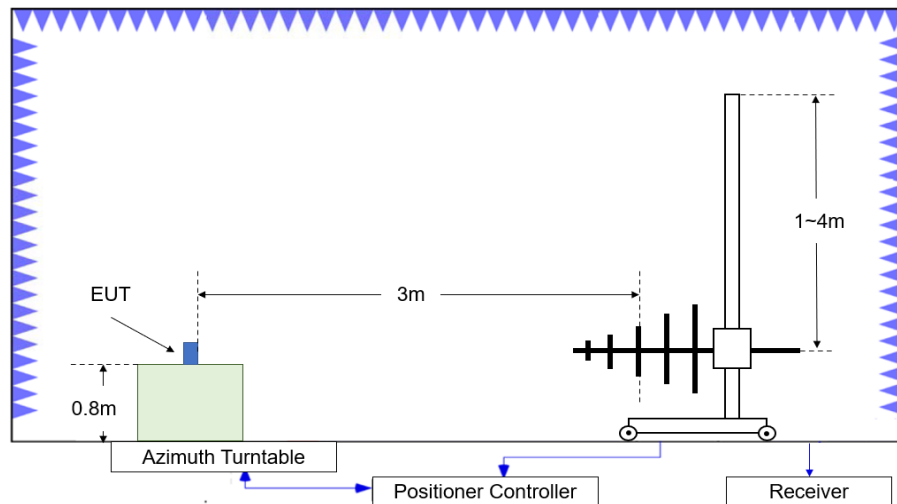 EUT
3m
1~4m
0.8m
Azimuth Turntable
Positioner Controller
Receiver